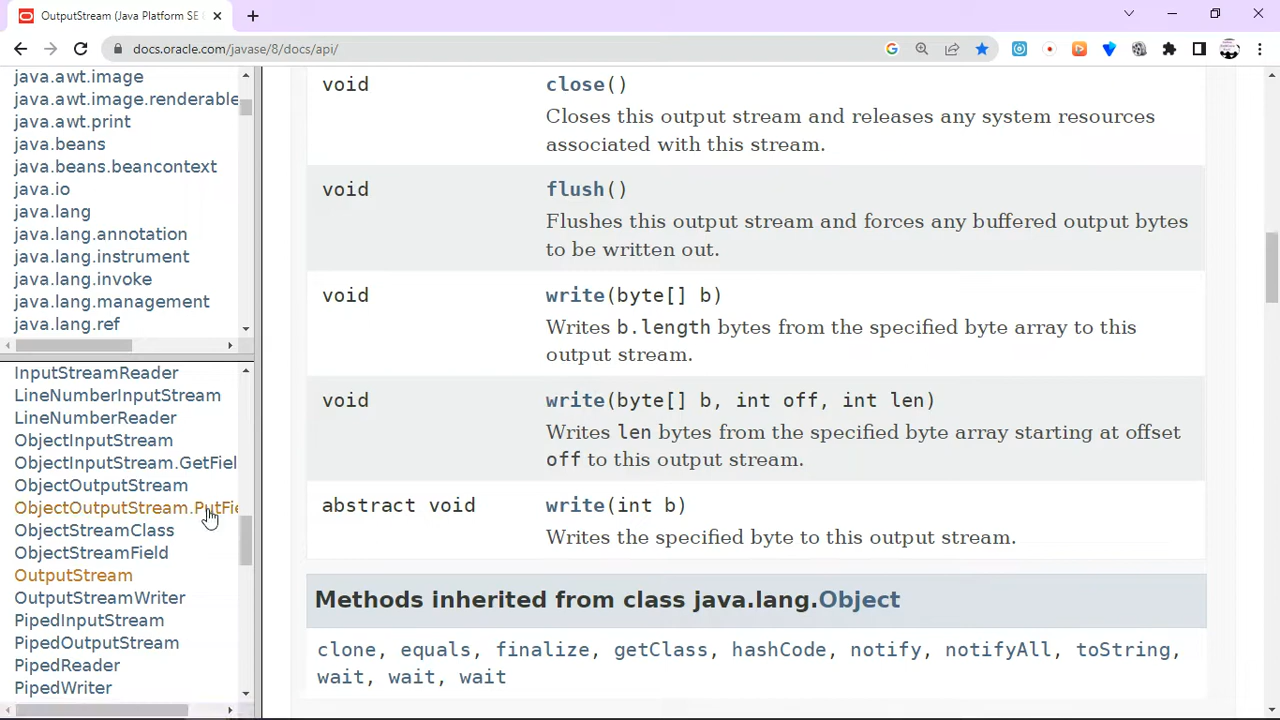 OutputStream (Java Platform SE
docs.oracle.com/javase/8/docs/api/
java.awt.image
java.awt.image.renderable
java.awt.print
java.beans
java.beans.beancontext
java.io
java.lang
java.lang.annotation
java.lang.instrument
java.lang.invoke
java.lang.management
java.lang.ref
InputStreamReader
LineNumberInputStream
LineNumberReader
ObjectInputStream
ObjectInputStream.GetFiel
ObjectOutputStream
ObjectOutputStream.PutFie
ObjectStreamClass
ObjectStreamField
OutputStream
OutputStreamWriter
PipedInputStream
PipedOutputStream
PipedReader
PipedWriter
void close()
Closes this output stream and releases any system resources
associated with this stream.
void flush()
Flushes this output stream and forces any buffered output bytes
to be written out.
void write(byte[] b)
Writes b.length bytes from the specified byte array to this
output stream.
void write(byte[] b, int off, int len)
Writes len bytes from the specified byte array starting at offset
off to this output stream.
abstract void write(int b)
Writes the specified byte to this output stream.
Methods inherited from class java.lang.Object
clone, equals, finalize, getClass, hashCode, notify, notifyAll, toString,
wait, wait, wait